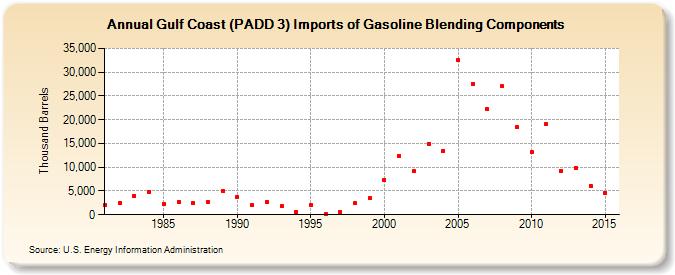 Annual Gulf Coast (PADD 3) Imports of Gasoline Blending Components
Thousand Barrels
35,000
30,000
25,000
20,000
15,000
10,000
5,000
0
1985 1990 1995 2000 2005 2010 2015
Source: U.S. Energy Information Administration